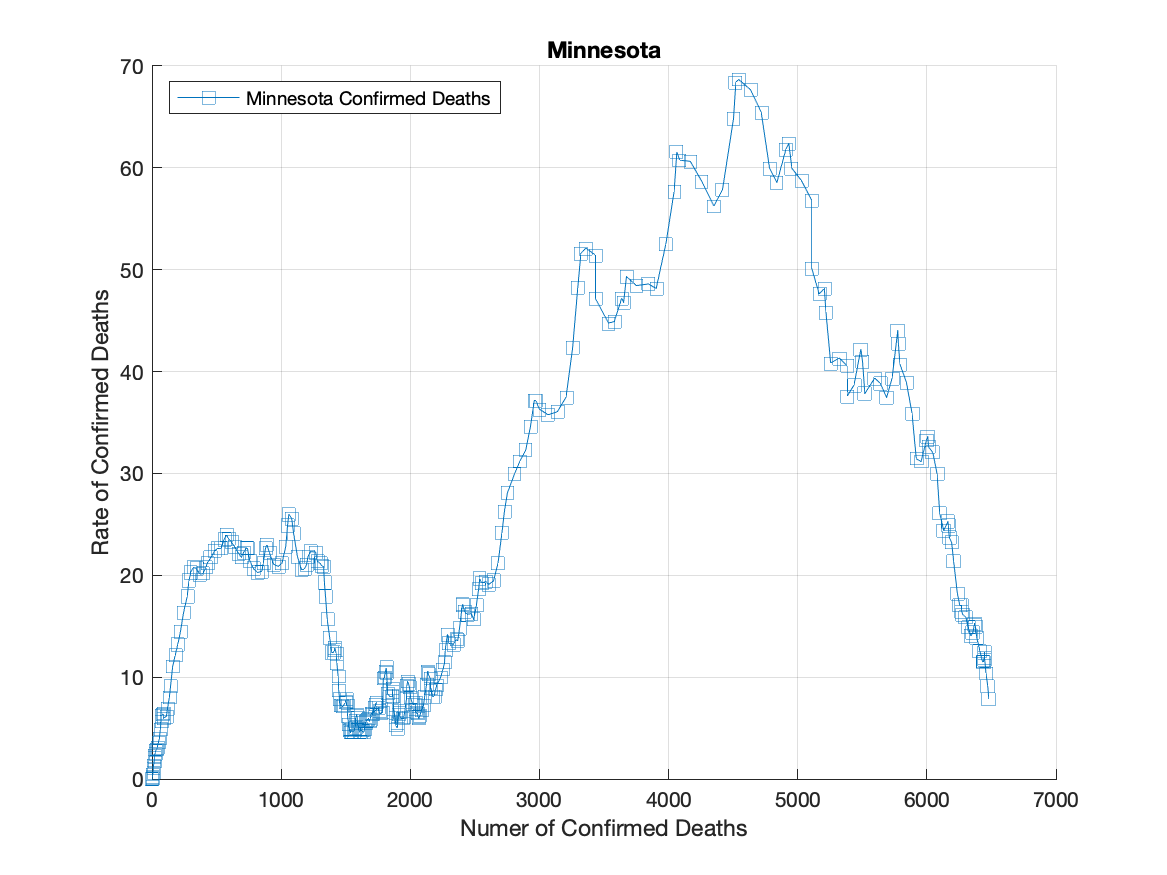 Minnesota
70
Minnesota Confirmed Deaths
60
50
40
30
20
10
0
Rate of Confirmed Deaths
0 1000 2000 3000 4000 5000 6000 7000
Numer of Confirmed Deaths